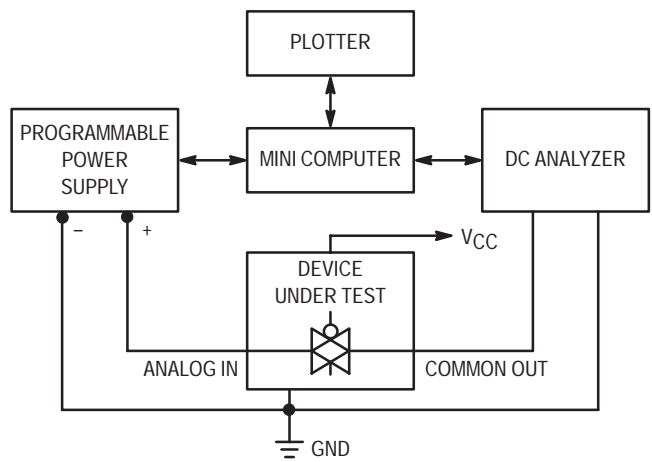 PLOTTER
PROGRAMMABLE
POWER
SUPPLY
MINI COMPUTER
DC ANALYZER
–
+
VCC
DEVICE
UNDER TEST
ANALOG IN
COMMON OUT
GND